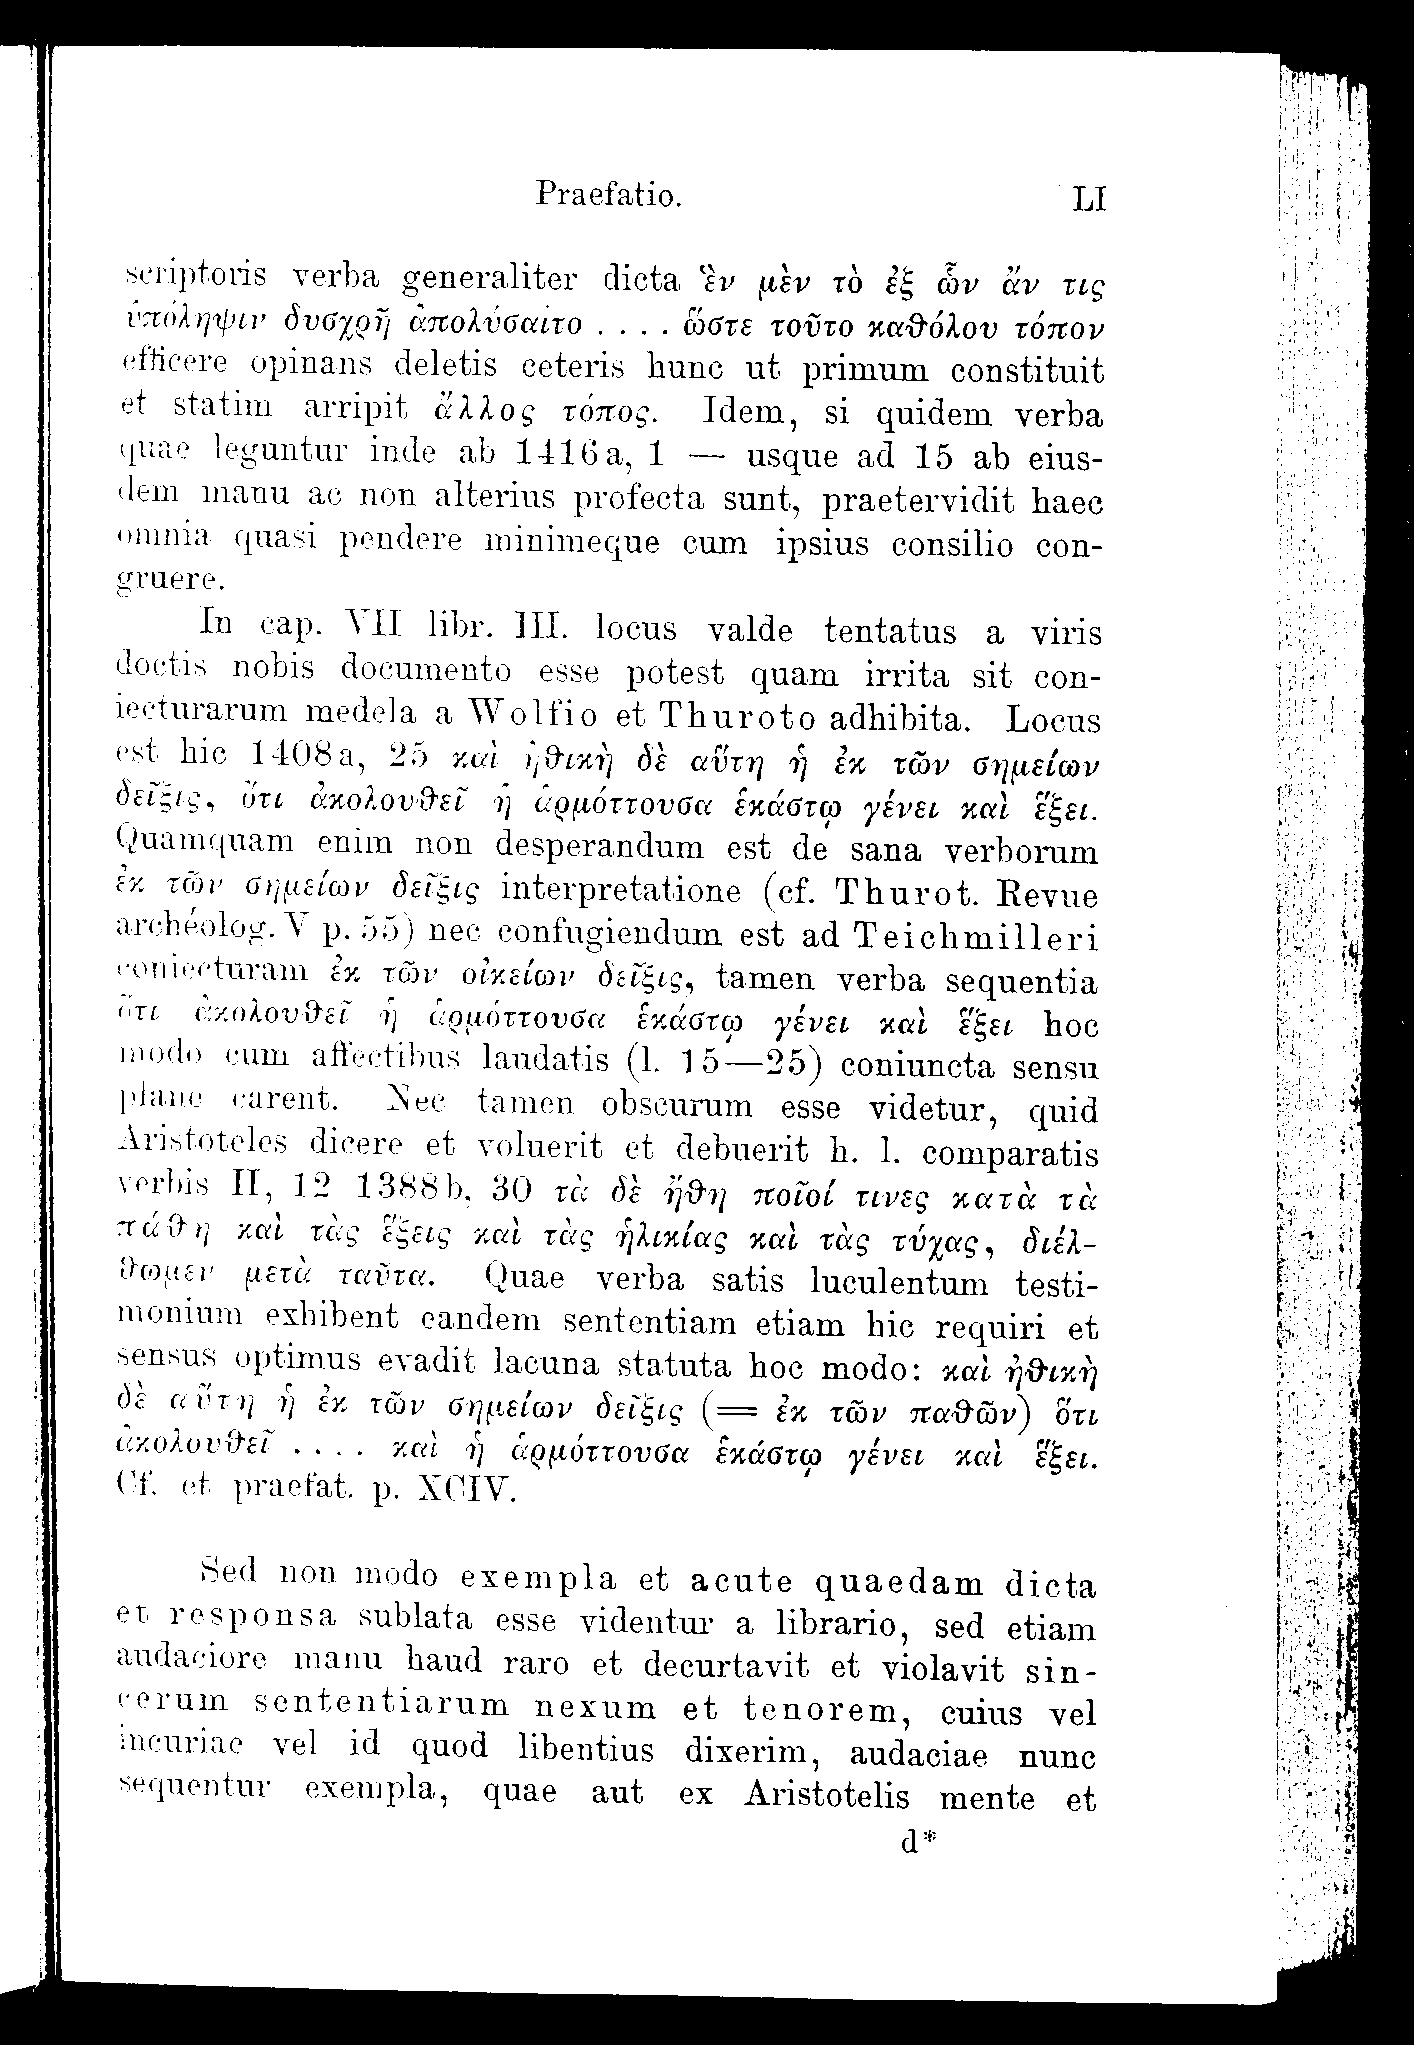 Praefatio. LI
scriptoris verba generaliter dicta ἓν μὲν τὸ ἐξ ὧν ἄν τις
ὑπόληψιν δυσχρῆ ἀπολύσαιτο . . . . ὥστε τοῦτο καθόλου τόπον
efficere opinans deletis ceteris hunc ut primum constituit
et statim arripit ἄλλος τόπος. Idem, si quidem verba
quae leguntur inde ab 1416a, 1 — usque ad 15 ab eius-
dem manu ac non alterius profecta sunt, praetervidit haec
omnia quasi pendere minimeque cum ipsius consilio con-
gruere.
In cap. VII libr. III. locus valde tentatus a viris
doctis nobis documento esse potest quam irrita sit con-
iecturarum medela a Wolfio et Thuroto adhibita. Locus
est hic 1408a, 25 καὶ ἠθικὴ δὲ αὕτη ἡ ἐκ τῶν σημείων
δεῖξις, ὅτι ἀκολουθεῖ ἡ ἁρμόττουσα ἑκάστῳ γένει καὶ ἕξει.
Quamquam enim non desperandum est de sana verborum
ἐκ τῶν σημείων δεῖξις interpretatione (cf. Thurot. Revue
archéolog. V p. 55) nec confugiendum est ad Teichmilleri
coniecturam ἐκ τῶν οἰκείων δεῖξις, tamen verba sequentia
ὅτι ἀκολουθεῖ ἡ ἁρμόττουσα ἑκάστῳ γένει καὶ ἕξει hoc
modo cum affectibus laudatis (l. 15—25) coniuncta sensu
plane carent. Nec tamen obscurum esse videtur, quid
Aristoteles dicere et voluerit et debuerit h. l. comparatis
verbis II, 12 1388b, 30 τὰ δὲ ἤθη ποῖοί τινες κατὰ τὰ
πάθη καὶ τὰς ἕξεις καὶ τὰς ἡλικίας καὶ τὰς τύχας, διέλ-
θωμεν μετὰ ταῦτα. Quae verba satis luculentum testi-
monium exhibent eandem sententiam etiam hic requiri et
sensus optimus evadit lacuna statuta hoc modo: καὶ ἠθικὴ
δὲ αὕτη ἡ ἐκ τῶν σημείων δεῖξις (= ἐκ τῶν παθῶν) ὅτι
ἀκολουθεῖ . . . . καὶ ἡ ἁρμόττουσα ἑκάστῳ γένει καὶ ἕξει.
Cf. et praefat. p. XCIV.
Sed non modo exempla et acute quaedam dicta
et responsa sublata esse videntur a librario, sed etiam
audaciore manu haud raro et decurtavit et violavit sin-
cerum sententiarum nexum et tenorem, cuius vel
incuriae vel id quod libentius dixerim, audaciae nunc
sequentur exempla, quae aut ex Aristotelis mente et
d*